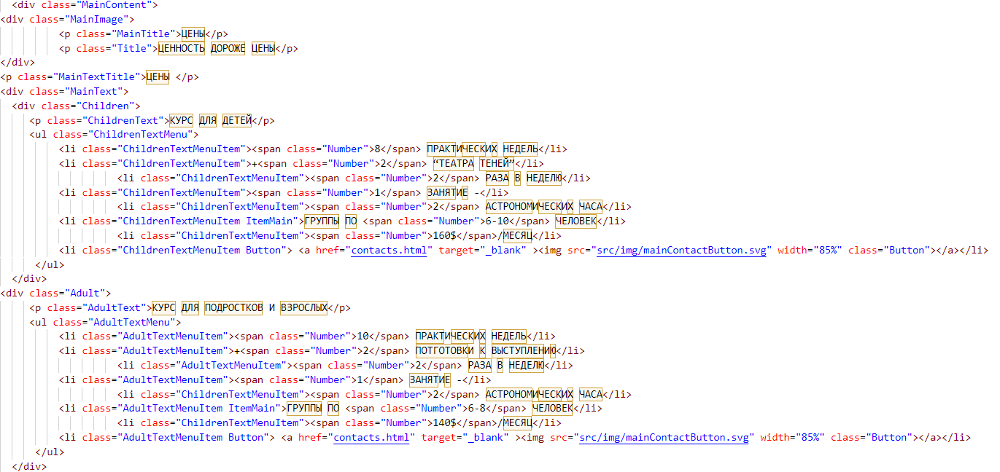 <div class="MainContent">
<div class="MainImage">
<p class="MainTitle">ЦЕНЫ</p>
<p class="Title">ЦЕННОСТЬ ДОРОЖЕ ЦЕНЫ</p>
</div>
<p class="MainTextTitle">ЦЕНЫ </p>
<div class="MainText">
<div class="Children">
<p class="ChildrenText">КУРС ДЛЯ ДЕТЕЙ</p>
<ul class="ChildrenTextMenu">
<li class="ChildrenTextMenuItem"><span class="Number">8</span> ПРАКТИЧЕСКИХ НЕДЕЛЬ</li>
<li class="ChildrenTextMenuItem">+<span class="Number">2</span> “ТЕАТРА ТЕНЕЙ”</li>
<li class="ChildrenTextMenuItem"><span class="Number">2</span> РАЗА В НЕДЕЛЮ</li>
<li class="ChildrenTextMenuItem"><span class="Number">1</span> ЗАНЯТИЕ -</li>
<li class="ChildrenTextMenuItem"><span class="Number">2</span> АСТРОНОМИЧЕСКИХ ЧАСА</li>
<li class="ChildrenTextMenuItem ItemMain">ГРУППЫ ПО <span class="Number">6-10</span> ЧЕЛОВЕК</li>
<li class="ChildrenTextMenuItem"><span class="Number">160$</span>/МЕСЯЦ</li>
<li class="ChildrenTextMenuItem Button"> <a href="contacts.html" target="_blank" ><img src="src/img/mainContactButton.svg" width="85%" class="Button"></a></li>
</ul>
</div>
<div class="Adult">
<p class="AdultText">КУРС ДЛЯ ПОДРОСТКОВ И ВЗРОСЛЫХ</p>
<ul class="AdultTextMenu">
<li class="AdultTextMenuItem"><span class="Number">10</span> ПРАКТИЧЕСКИХ НЕДЕЛЬ</li>
<li class="AdultTextMenuItem">+<span class="Number">2</span> ПОТГОТОВКИ К ВЫСТУПЛЕНИЮ</li>
<li class="AdultTextMenuItem"><span class="Number">2</span> РАЗА В НЕДЕЛЮ</li>
<li class="AdultTextMenuItem"><span class="Number">1</span> ЗАНЯТИЕ -</li>
<li class="ChildrenTextMenuItem"><span class="Number">2</span> АСТРОНОМИЧЕСКИХ ЧАСА</li>
<li class="AdultTextMenuItem ItemMain">ГРУППЫ ПО <span class="Number">6-8</span> ЧЕЛОВЕК</li>
<li class="ChildrenTextMenuItem"><span class="Number">140$</span>/МЕСЯЦ</li>
<li class="AdultTextMenuItem Button"> <a href="contacts.html" target="_blank" ><img src="src/img/mainContactButton.svg" width="85%" class="Button"></a></li>
</ul>
</div>